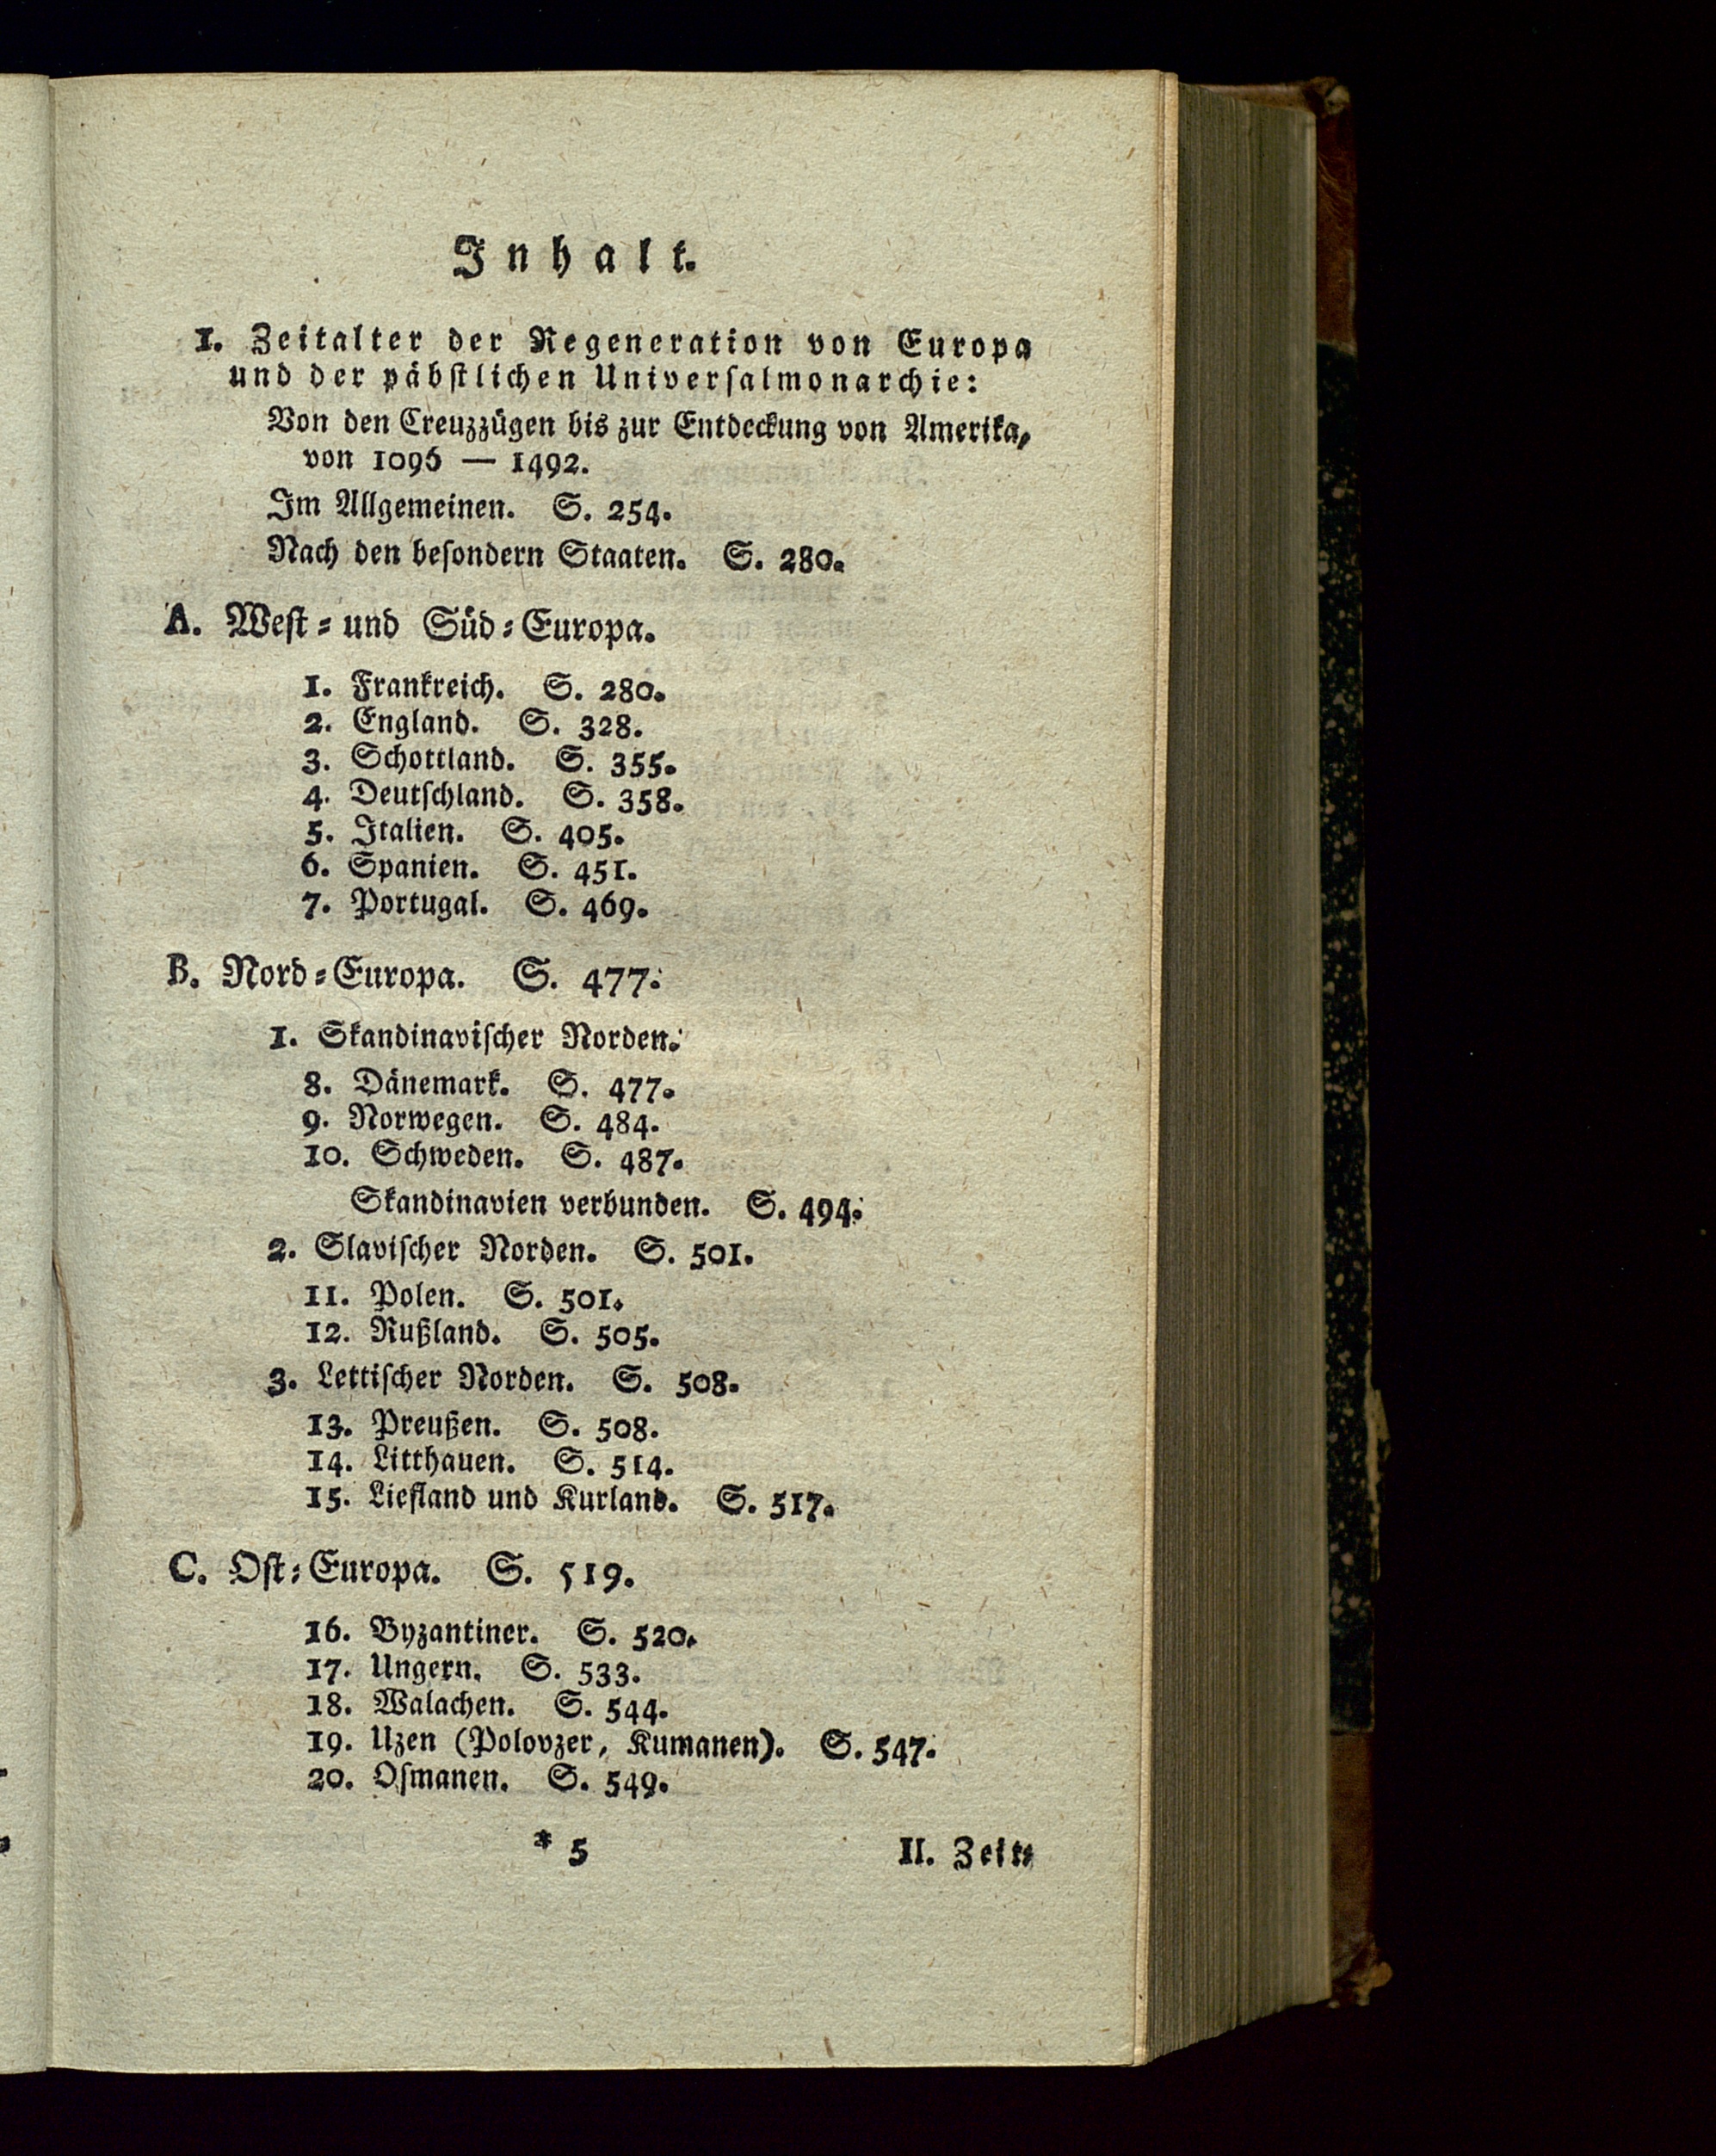 Inhalt.
I. Zeitalter der Regeneration von Europa
und der päbstlichen Universalmonarchie:
Von den Creuzzügen bis zur Entdeckung von Amerika,
von 1096 — 1492.
Im Allgemeinen. S. 254.
Nach den besondern Staaten. S. 280.
A. West- und Süd-Europa.
1. Frankreich. S. 280.
2. England. S. 328.
3. Schottland. S. 355.
4. Deutschland. S. 358.
5. Italien. S. 405.
6. Spanien. S. 451.
7. Portugal. S. 469.
B. Nord-Europa. S. 477.
1. Skandinavischer Norden.
8. Dänemark. S. 477.
9. Norwegen. S. 484.
10. Schweden. S. 487.
Skandinavien verbunden. S. 494.
2. Slavischer Norden. S. 501.
11. Polen. S. 501.
12. Rußland. S. 505.
3. Lettischer Norden. S. 508.
13. Preußen. S. 508.
14. Litthauen. S. 514.
15. Liefland und Kurland. S. 517.
C. Ost-Europa. S. 519.
16. Byzantiner. S. 520.
17. Ungern. S. 533.
18. Walachen. S. 544.
19. Uzen (Polovzer, Kumanen). S. 547.
20. Osmanen. S. 549.
* 5 II. Zeit-